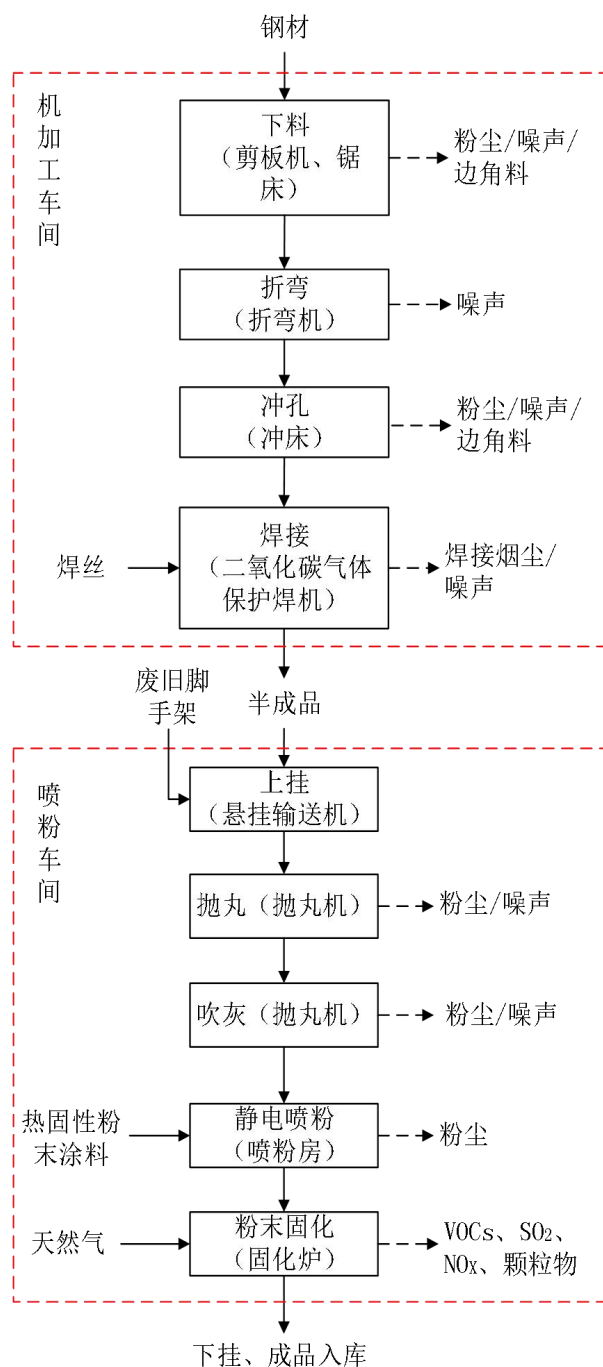 钢材
机
加
工
车
间
下料
（剪板机、锯
床）
粉尘/噪声/
边角料
折弯
（折弯机）
噪声
冲孔
（冲床）
粉尘/噪声/
边角料
焊丝
焊接
（二氧化碳气体
保护焊机）
焊接烟尘/
噪声
废旧脚
手架
半成品
喷
粉
车
间
上挂
（悬挂输送机）
抛丸（抛丸机）
粉尘/噪声
吹灰（抛丸机）
粉尘/噪声
热固性粉
末涂料
静电喷粉
（喷粉房）
粉尘
天然气
粉末固化
（固化炉）
VOCs、SO₂、
NOx、颗粒物
下挂、成品入库